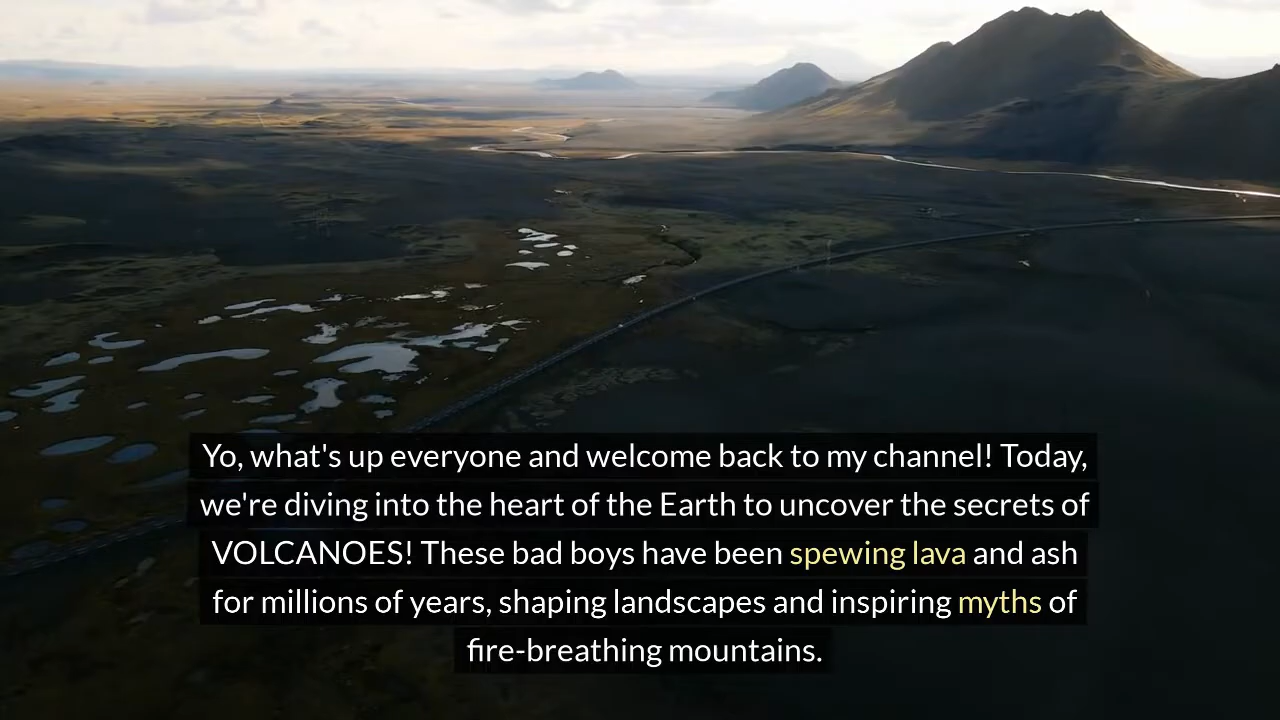 Yo, what's up everyone and welcome back to my channel! Today,
we're diving into the heart of the Earth to uncover the secrets of
VOLCANOES! These bad boys have been spewing lava and ash
for millions of years, shaping landscapes and inspiring myths of
fire-breathing mountains.